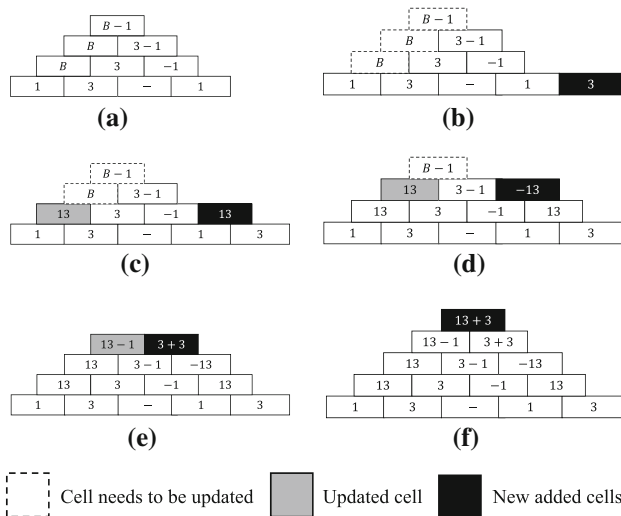 B − 1
B 3 − 1
B 3 −1
1 3 − 1
(a)
B − 1
B 3 − 1
B 3 −1
1 3 − 1 3
(b)
B − 1
B 3 − 1
13 3 −1 13
1 3 − 1 3
(c)
B − 1
13 3 − 1 −13
13 3 −1 13
1 3 − 1 3
(d)
13 − 1 3 + 3
13 3 − 1 −13
13 3 −1 13
1 3 − 1 3
(e)
13 + 3
13 − 1 3 + 3
13 3 − 1 −13
13 3 −1 13
1 3 − 1 3
(f)
Cell needs to be updated Updated cell New added cells